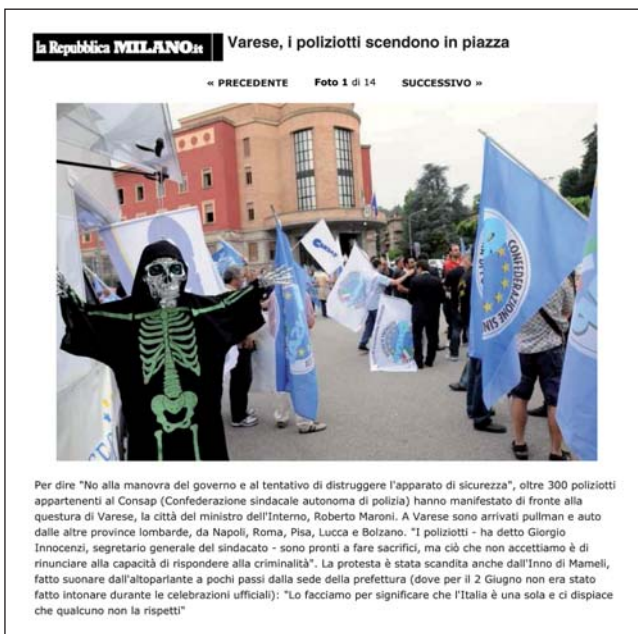 la Repubblica MILANO.it
Varese, i poliziotti scendono in piazza
« PRECEDENTE Foto 1 di 14 SUCCESSIVO »
CONSAP
CONFEDERAZIONE SIN
Per dire "No alla manovra del governo e al tentativo di distruggere l'apparato di sicurezza", oltre 300 poliziotti
appartenenti al Consap (Confederazione sindacale autonoma di polizia) hanno manifestato di fronte alla
questura di Varese, la città del ministro dell'Interno, Roberto Maroni. A Varese sono arrivati pullman e auto
dalle altre province lombarde, da Napoli, Roma, Pisa, Lucca e Bolzano. "I poliziotti - ha detto Giorgio
Innocenzi, segretario generale del sindacato - sono pronti a fare sacrifici, ma ciò che non accettiamo è di
rinunciare alla capacità di rispondere alla criminalità". La protesta è stata scandita anche dall'Inno di Mameli,
fatto suonare dall'altoparlante a pochi passi dalla sede della prefettura (dove per il 2 Giugno non era stato
fatto intonare durante le celebrazioni ufficiali): "Lo facciamo per significare che l'Italia è una sola e ci dispiace
che qualcuno non la rispetti"